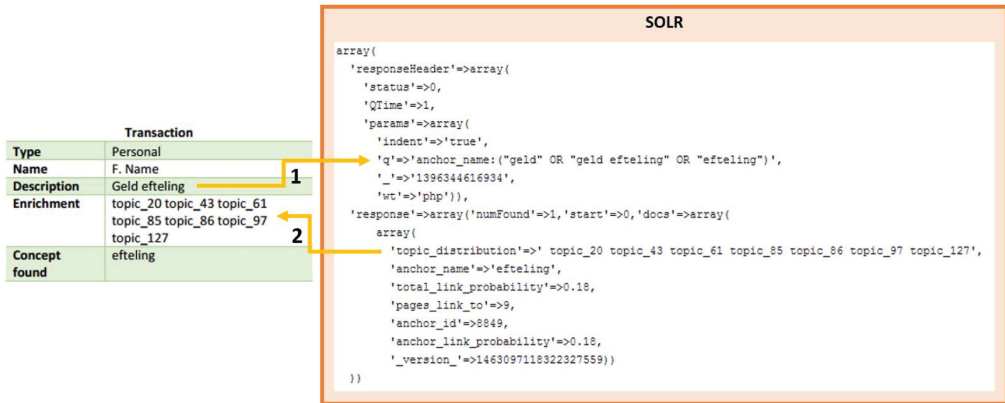 Transaction
Type Personal
Name F. Name
Description Geld efteling
Enrichment topic_20 topic_43 topic_61
topic_85 topic_86 topic_97
topic_127
Concept efteling
found
1
2
SOLR
array(
'responseHeader'=>array(
'status'=>0,
'QTime'=>1,
'params'=>array(
'indent'=>'true',
'q'=>'anchor_name:("geld" OR "geld efteling" OR "efteling")',
'_'=>'1396344616934',
'wt'=>'php')),
'response'=>array('numFound'=>1,'start'=>0,'docs'=>array(
array(
'topic_distribution'=>' topic_20 topic_43 topic_61 topic_85 topic_86 topic_97 topic_127',
'anchor_name'=>'efteling',
'total_link_probability'=>0.18,
'pages_link_to'=>9,
'anchor_id'=>8849,
'anchor_link_probability'=>0.18,
'_version_'=>1463097118322327559))
))